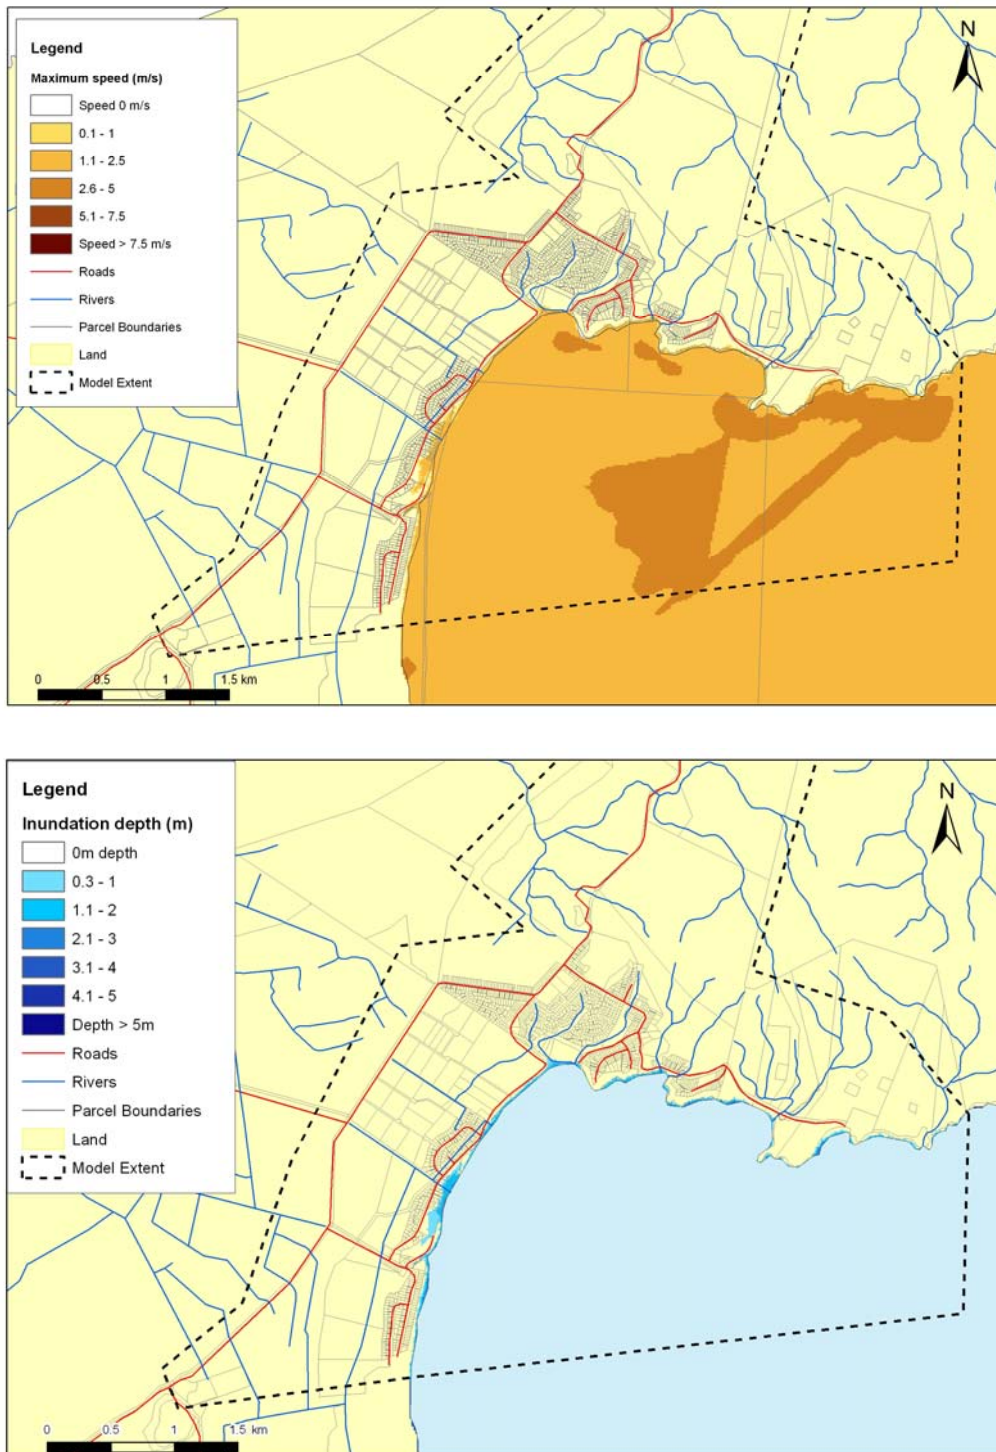 Legend
Maximum speed (m/s)
Speed 0 m/s
0.1 - 1
1.1 - 2.5
2.6 - 5
5.1 - 7.5
Speed > 7.5 m/s
Roads
Rivers
Parcel Boundaries
Land
Model Extent
N
0 0.5 1 1.5 km
Legend
Inundation depth (m)
0m depth
0.3 - 1
1.1 - 2
2.1 - 3
3.1 - 4
4.1 - 5
Depth > 5m
Roads
Rivers
Parcel Boundaries
Land
Model Extent
N
0 0.5 1 1.5 km